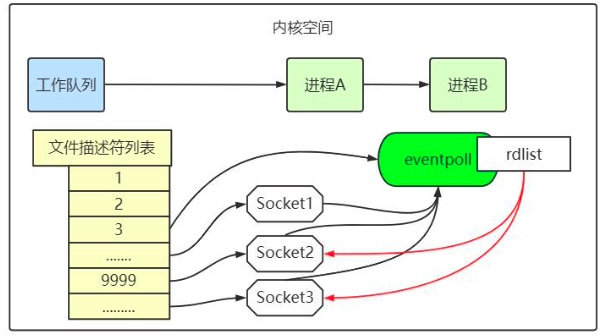 内核空间
工作队列
进程A
进程B
文件描述符列表
1
2
3
.......
9999
.........
eventpoll
rdlist
Socket1
Socket2
Socket3